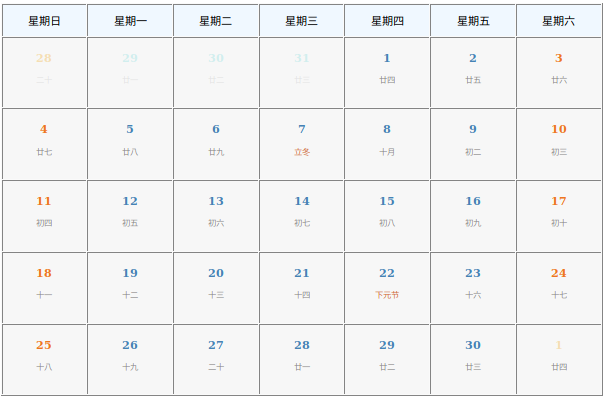 星期日 星期一 星期二 星期三 星期四 星期五 星期六
28 29 30 31 1 2 3
二十 廿一 廿二 廿三 廿四 廿五 廿六
4 5 6 7 8 9 10
廿七 廿八 廿九 立冬 十月 初二 初三
11 12 13 14 15 16 17
初四 初五 初六 初七 初八 初九 初十
18 19 20 21 22 23 24
十一 十二 十三 十四 下元节 十六 十七
25 26 27 28 29 30 1
十八 十九 二十 廿一 廿二 廿三 廿四